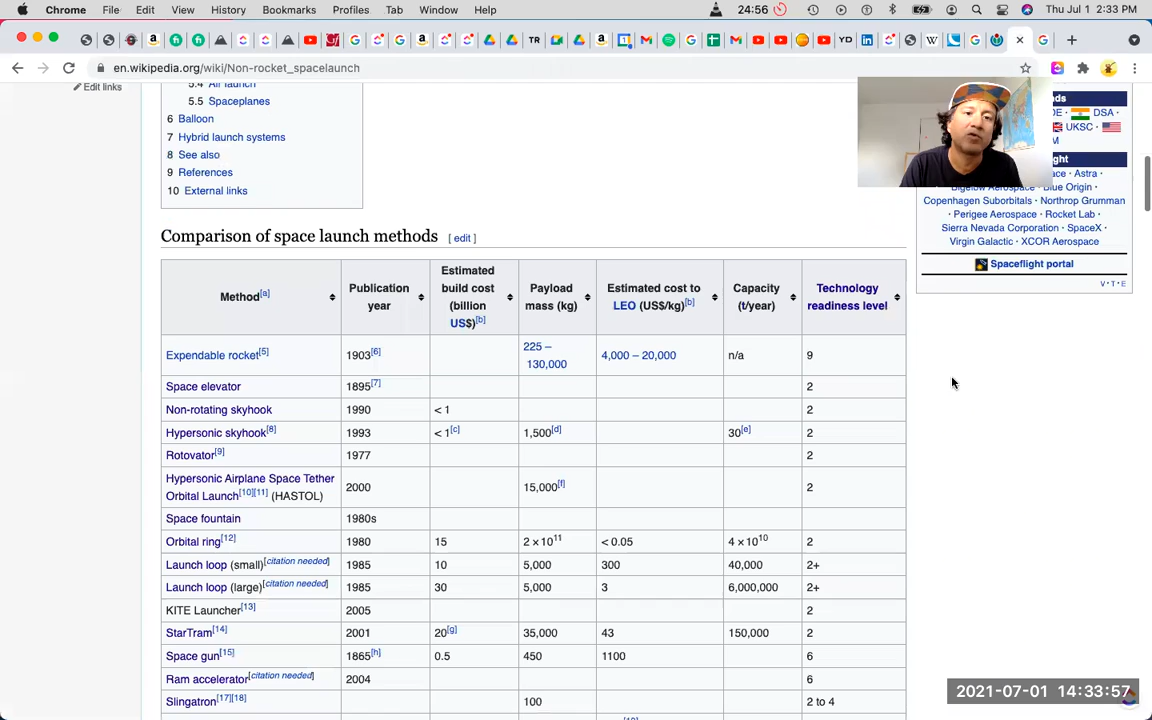 Chrome File Edit View History Bookmarks Profiles Tab Window Help 24:56 Thu Jul 1 2:33 PM
TR YD
en.wikipedia.org/wiki/Non-rocket_spacelaunch
Edit links
5.4 Air launch
5.5 Spaceplanes
6 Balloon
7 Hybrid launch systems
8 See also
9 References
10 External links
DSA ·
UKSC ·
Astra ·
Bigelow Aerospace · Blue Origin ·
Copenhagen Suborbitals · Northrop Grumman
· Perigee Aerospace · Rocket Lab ·
Sierra Nevada Corporation · SpaceX ·
Virgin Galactic · XCOR Aerospace
Spaceflight portal
V·T·E
Comparison of space launch methods [ edit ]
Method[a] Publication year Estimated build cost (billion US$)[b] Payload mass (kg) Estimated cost to LEO (US$/kg)[b] Capacity (t/year) Technology readiness level
Expendable rocket[5] 1903[6] 225 – 130,000 4,000 – 20,000 n/a 9
Space elevator 1895[7] 2
Non-rotating skyhook 1990 < 1 2
Hypersonic skyhook[8] 1993 < 1[c] 1,500[d] 30[e] 2
Rotovator[9] 1977 2
Hypersonic Airplane Space Tether Orbital Launch[10][11] (HASTOL) 2000 15,000[f] 2
Space fountain 1980s 2
Orbital ring[12] 1980 15 2 × 10^11 < 0.05 4 × 10^10 2
Launch loop (small)[citation needed] 1985 10 5,000 300 40,000 2+
Launch loop (large)[citation needed] 1985 30 5,000 3 6,000,000 2+
KITE Launcher[13] 2005 2
StarTram[14] 2001 20[g] 35,000 43 150,000 2
Space gun[15] 1865[h] 0.5 450 1100 6
Ram accelerator[citation needed] 2004 6
Slingatron[17][18] 100 2 to 4
2021-07-01 14:33:57